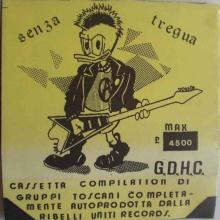 senza tregua
MAX
£ 4500
G.D.H.C.
CASSETTA COMPILATION DI
GRUPPI TOSCANI COMPLETA-
MENTE AUTOPRODOTTA DALLA
RIBELLI UNITI RECORDS.